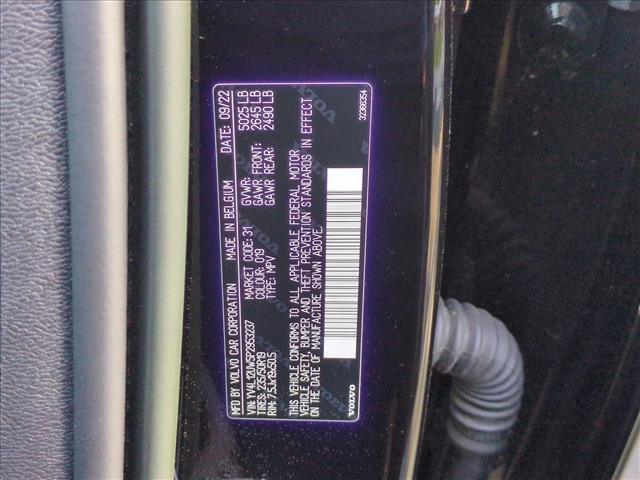 MFD BY VOLVO CAR CORPORATION MADE IN BELGIUM DATE: 09/22
VIN: YV4L12UW5P2953237 MARKET CODE: 31 GVWR: 5025 LB
TIRES: 235/50R19 COLOUR: 019 GAWR FRONT: 2645 LB
RIM: 7.5Jx19x50.5 TYPE: MPV GAWR REAR: 2490 LB
THIS VEHICLE CONFORMS TO ALL APPLICABLE FEDERAL MOTOR
VEHICLE SAFETY, BUMPER AND THEFT PREVENTION STANDARDS IN EFFECT
ON THE DATE OF MANUFACTURE SHOWN ABOVE.
VOLVO 32366354